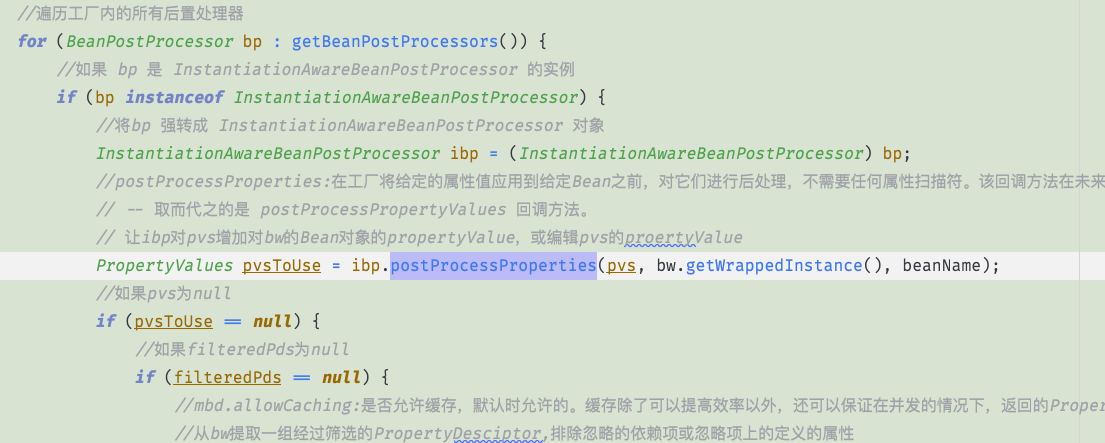 //遍历工厂内的所有后置处理器
for (BeanPostProcessor bp : getBeanPostProcessors()) {
//如果 bp 是 InstantiationAwareBeanPostProcessor 的实例
if (bp instanceof InstantiationAwareBeanPostProcessor) {
//将bp 强转成 InstantiationAwareBeanPostProcessor 对象
InstantiationAwareBeanPostProcessor ibp = (InstantiationAwareBeanPostProcessor) bp;
//postProcessProperties:在工厂将给定的属性值应用到给定Bean之前，对它们进行后处理，不需要任何属性扫描符。该回调方法在未来
// -- 取而代之的是 postProcessPropertyValues 回调方法。
// 让ibp对pvs增加对bw的Bean对象的propertyValue，或编辑pvs的proertyValue
PropertyValues pvsToUse = ibp.postProcessProperties(pvs, bw.getWrappedInstance(), beanName);
//如果pvs为null
if (pvsToUse == null) {
//如果filteredPds为null
if (filteredPds == null) {
//mbd.allowCaching:是否允许缓存，默认时允许的。缓存除了可以提高效率以外，还可以保证在并发的情况下，返回的Proper
//从bw提取一组经过筛选的PropertyDesciptor,排除忽略的依赖项或忽略项上的定义的属性